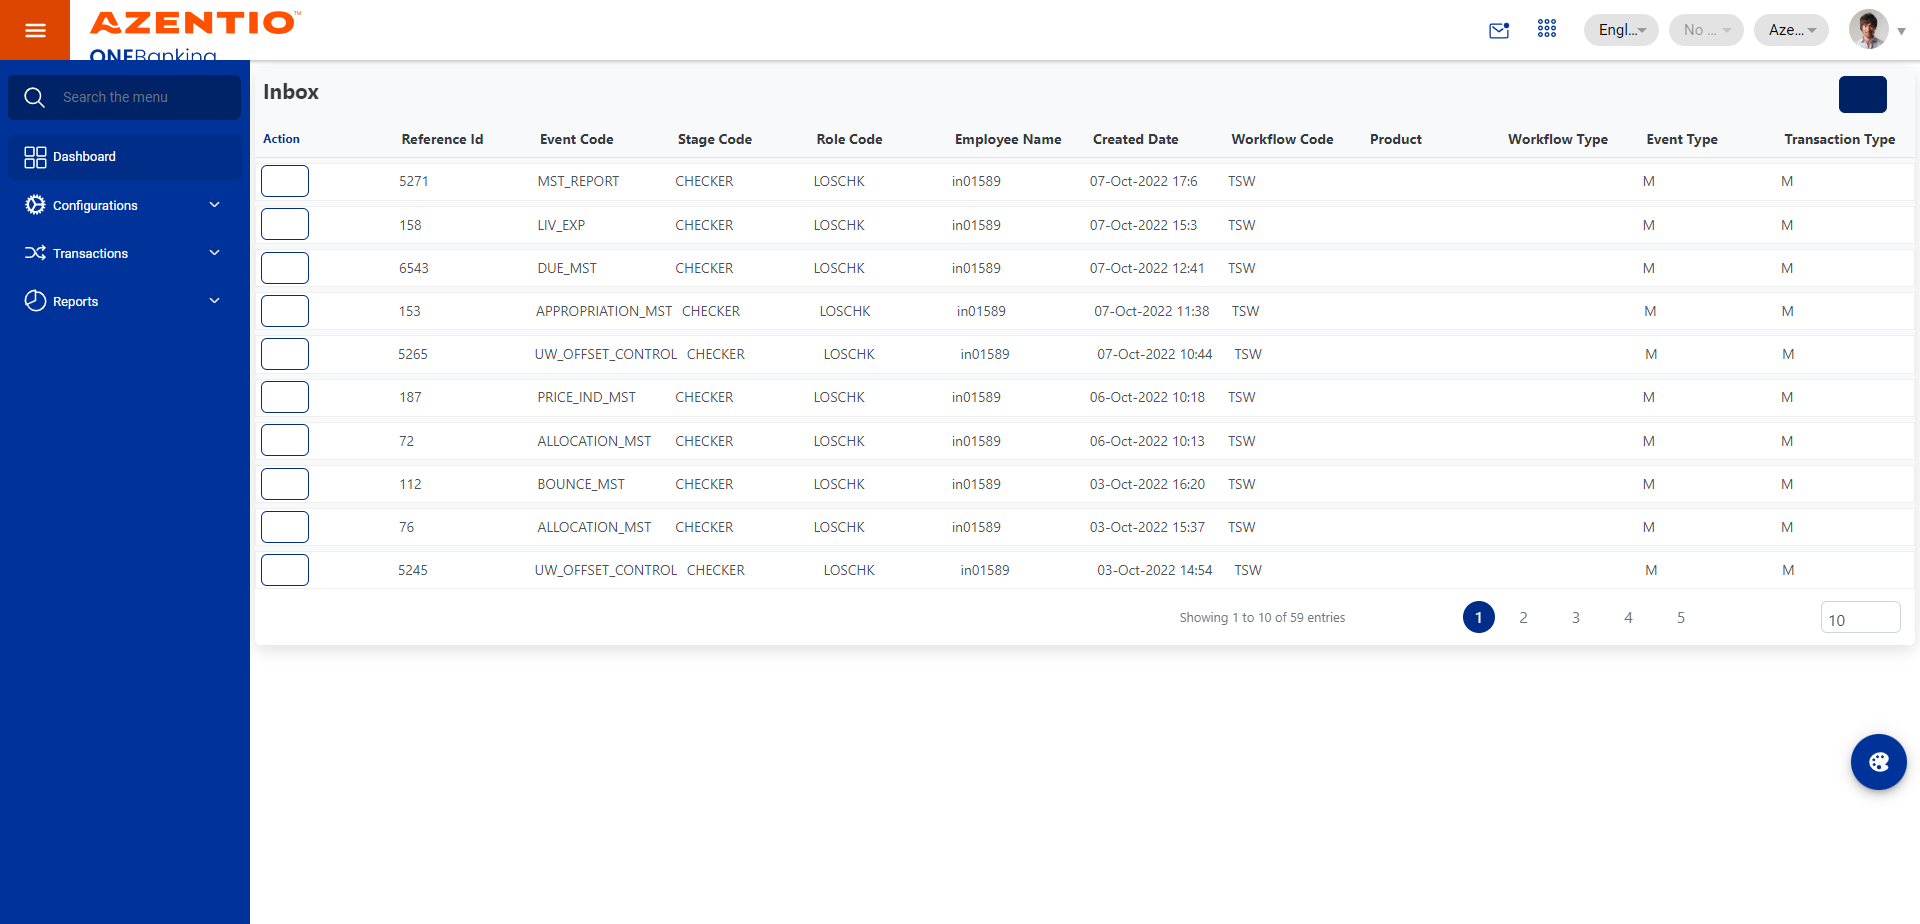 AZENTIO™
ONEBanking
Engl...
No ...
Aze...
Search the menu
Dashboard
Configurations
Transactions
Reports
Inbox
Action Reference Id Event Code Stage Code Role Code Employee Name Created Date Workflow Code Product Workflow Type Event Type Transaction Type
5271 MST_REPORT CHECKER LOSCHK in01589 07-Oct-2022 17:6 TSW M M
158 LIV_EXP CHECKER LOSCHK in01589 07-Oct-2022 15:3 TSW M M
6543 DUE_MST CHECKER LOSCHK in01589 07-Oct-2022 12:41 TSW M M
153 APPROPRIATION_MST CHECKER LOSCHK in01589 07-Oct-2022 11:38 TSW M M
5265 UW_OFFSET_CONTROL CHECKER LOSCHK in01589 07-Oct-2022 10:44 TSW M M
187 PRICE_IND_MST CHECKER LOSCHK in01589 06-Oct-2022 10:18 TSW M M
72 ALLOCATION_MST CHECKER LOSCHK in01589 06-Oct-2022 10:13 TSW M M
112 BOUNCE_MST CHECKER LOSCHK in01589 03-Oct-2022 16:20 TSW M M
76 ALLOCATION_MST CHECKER LOSCHK in01589 03-Oct-2022 15:37 TSW M M
5245 UW_OFFSET_CONTROL CHECKER LOSCHK in01589 03-Oct-2022 14:54 TSW M M
Showing 1 to 10 of 59 entries 1 2 3 4 5 10